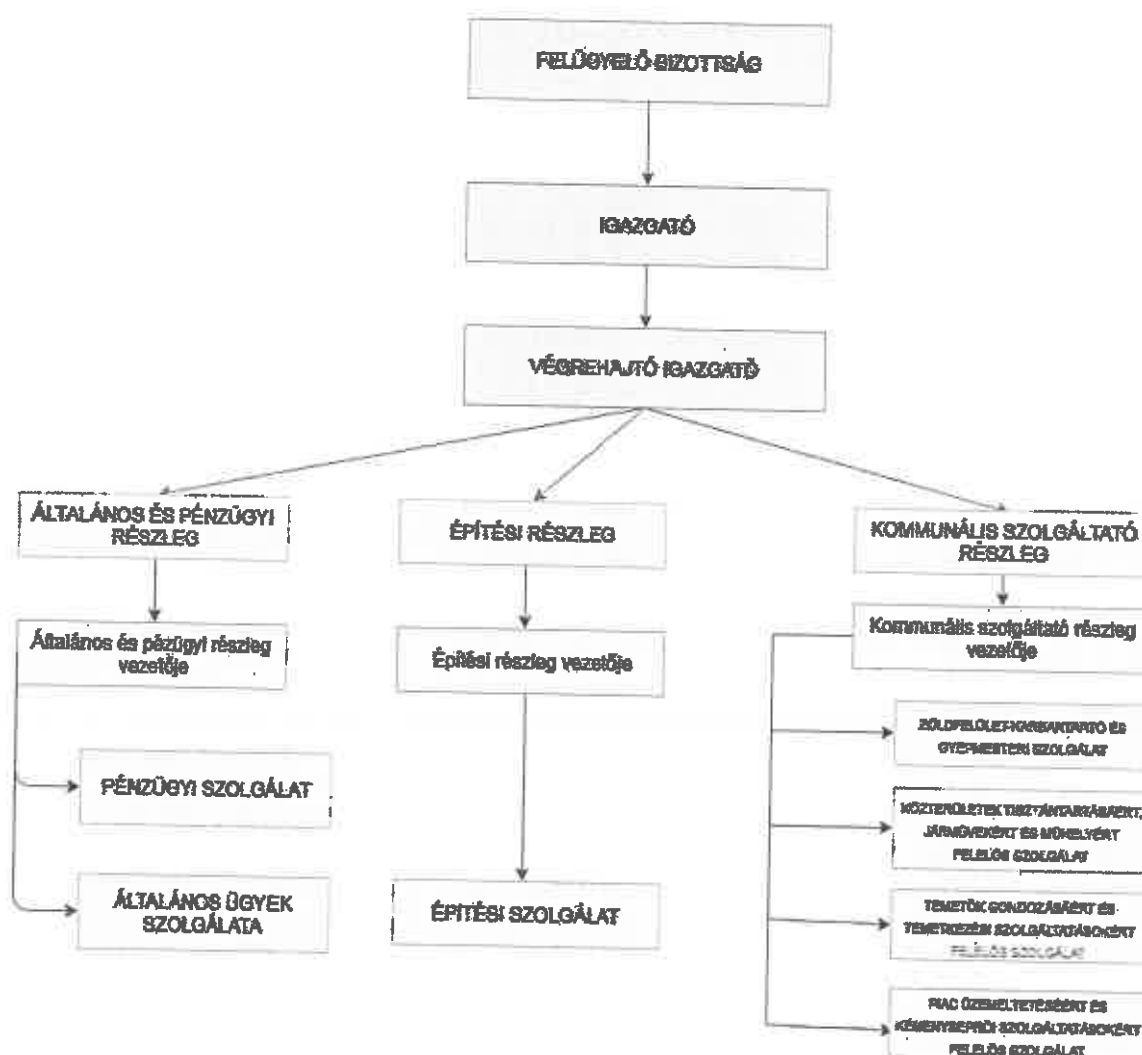 FELÜGYELŐ BIZOTTSÁG
IGAZGATÓ
VÉGREHAJTÓ IGAZGATÓ
ÁLTALÁNOS ÉS PÉNZÜGYI
RÉSZLEG
ÉPÍTÉSI RÉSZLEG
KOMMUNÁLIS SZOLGÁLTATÓ
RÉSZLEG
Általános és pézügyi részleg
vezetője
Építési részleg vezetője
Kommunális szolgáltató részleg
vezetője
PÉNZÜGYI SZOLGÁLAT
ÁLTALÁNOS ÜGYEK
SZOLGÁLATA
ÉPÍTÉSI SZOLGÁLAT
ZÖLDFELÜLET-KARBANTARTÓ ÉS
GYEPMESTERI SZOLGÁLAT
KÖZTERÜLETEK TISZTÁNTARTÁSÁÉRT,
JÁRMŰVEKÉRT ÉS MŰHELYÉRT
FELELŐS SZOLGÁLAT
TEMETŐK GONDOZÁSÁÉRT ÉS
TEMETKEZÉSI SZOLGÁLTATÁSOKÉRT
FELELŐS SZOLGÁLAT
PIAC ÜZEMELTETÉSÉÉRT ÉS
KÉMÉNYSEPRŐI SZOLGÁLTATÁSOKÉRT
FELELŐS SZOLGÁLAT